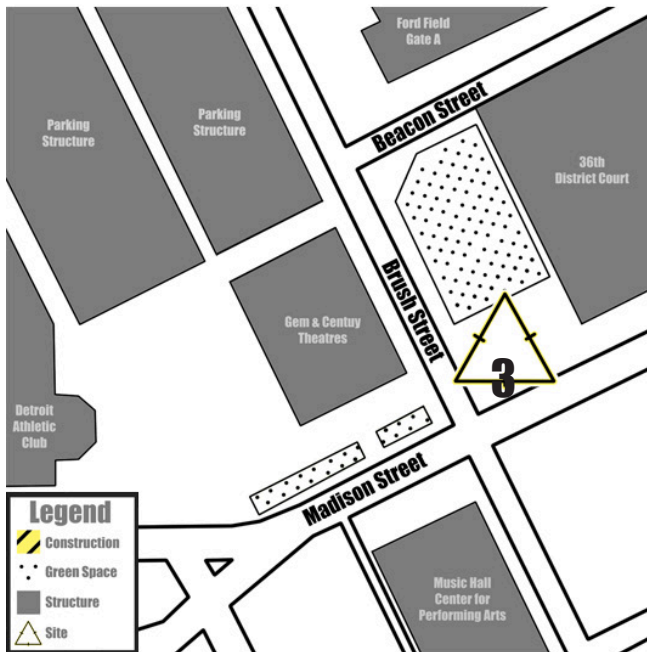 Ford Field
Gate A
Parking
Structure
Parking
Structure
Beacon Street
36th
District Court
Brush Street
Gem & Centuy
Theatres
3
Detroit
Athletic
Club
Madison Street
Legend
Construction
Green Space
Structure
Site
Music Hall
Center for
Performing Arts